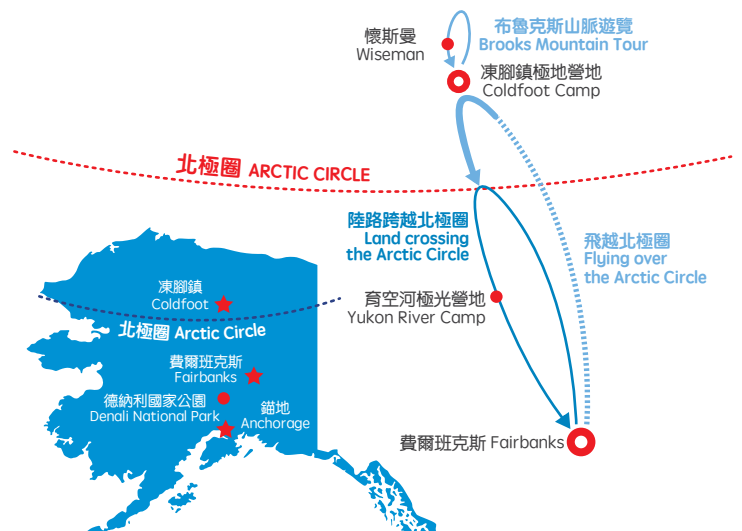 懷斯曼
Wiseman
布魯克斯山脈遊覽
Brooks Mountain Tour
凍腳鎮極地營地
Coldfoot Camp
北極圈 ARCTIC CIRCLE
陸路跨越北極圈
Land crossing
the Arctic Circle
飛越北極圈
Flying over
the Arctic Circle
育空河極光營地
Yukon River Camp
費爾班克斯 Fairbanks
凍腳鎮
Coldfoot
北極圈 Arctic Circle
費爾班克斯
Fairbanks
德納利國家公園
Denali National Park
錨地
Anchorage